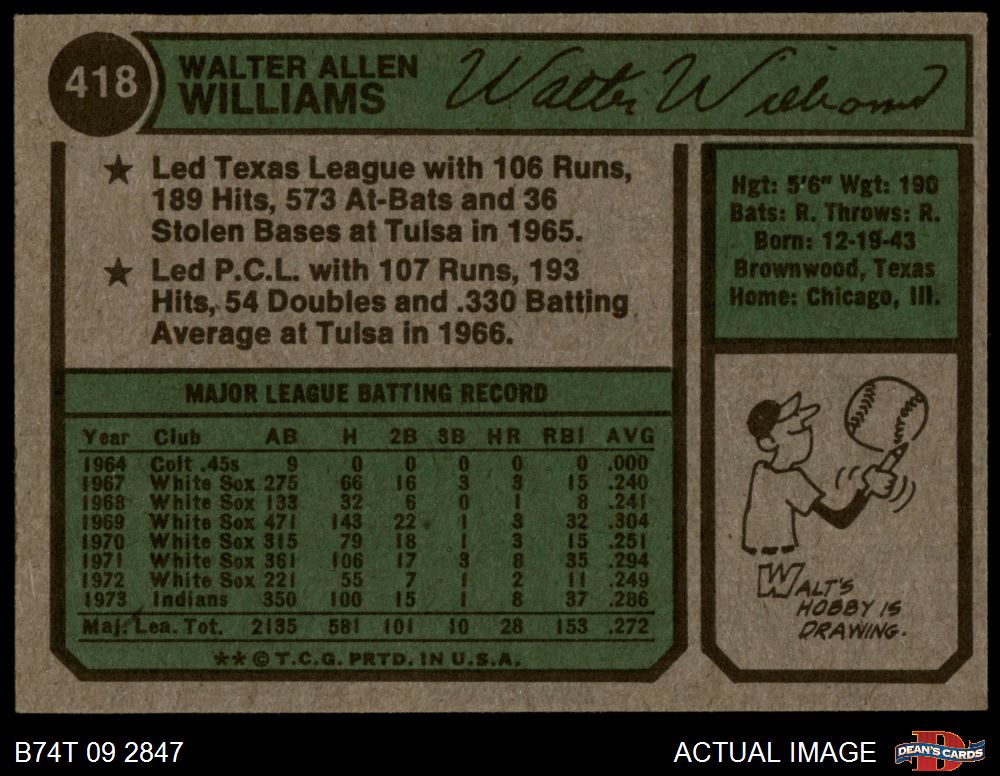 418
WALTER ALLEN
WILLIAMS
Walter Williams
★ Led Texas League with 106 Runs,
189 Hits, 573 At-Bats and 36
Stolen Bases at Tulsa in 1965.
★ Led P.C.L. with 107 Runs, 193
Hits, 54 Doubles and .330 Batting
Average at Tulsa in 1966.
Hgt: 5'6" Wgt: 190
Bats: R. Throws: R.
Born: 12-19-43
Brownwood, Texas
Home: Chicago, Ill.
MAJOR LEAGUE BATTING RECORD
Year Club AB H 2B 3B HR RBI AVG
1964 Colt .45s 9 0 0 0 0 0 .000
1967 White Sox 275 66 16 3 3 15 .240
1968 White Sox 133 32 6 0 1 8 .241
1969 White Sox 471 143 22 1 3 32 .304
1970 White Sox 315 79 18 1 3 15 .251
1971 White Sox 361 106 17 3 8 35 .294
1972 White Sox 221 55 7 1 2 11 .249
1973 Indians 350 100 15 1 8 37 .286
Maj. Lea. Tot. 2135 581 101 10 28 153 .272
** © T.C.G. PRTD. IN U.S.A.
WALT'S
HOBBY IS
DRAWING.
B74T 09 2847
ACTUAL IMAGE
DEAN'S CARDS